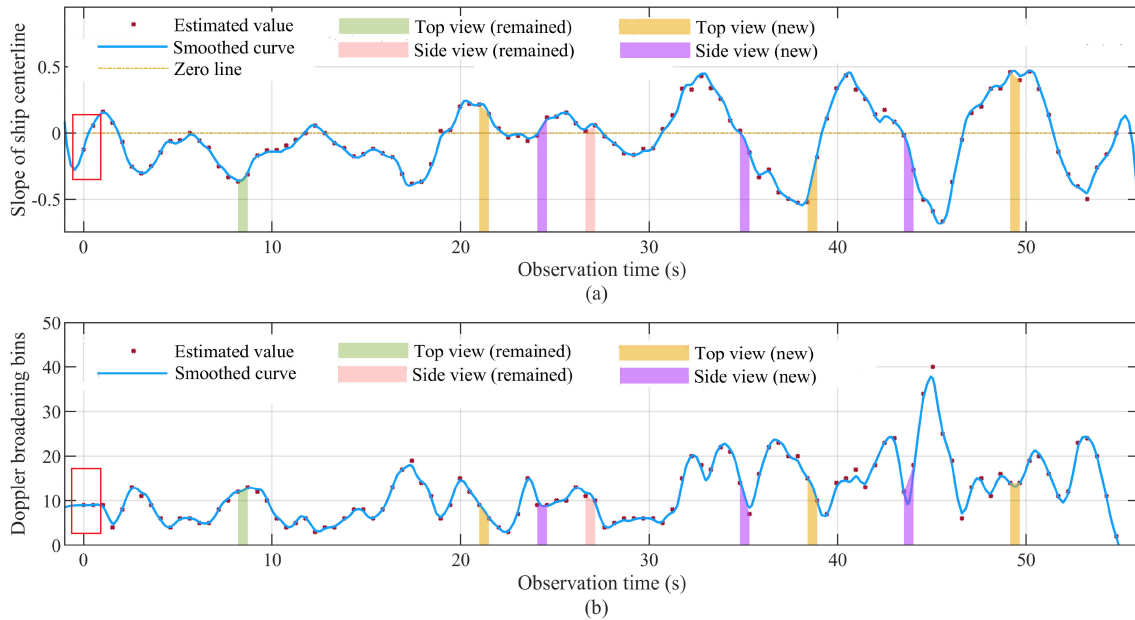 Estimated value
Smoothed curve
Zero line
Top view (remained)
Side view (remained)
Top view (new)
Side view (new)
Slope of ship centerline
0.5
0
-0.5
0 10 20 30 40 50
Observation time (s)
(a)
Estimated value
Smoothed curve
Top view (remained)
Side view (remained)
Top view (new)
Side view (new)
Doppler broadening bins
50
40
30
20
10
0
0 10 20 30 40 50
Observation time (s)
(b)